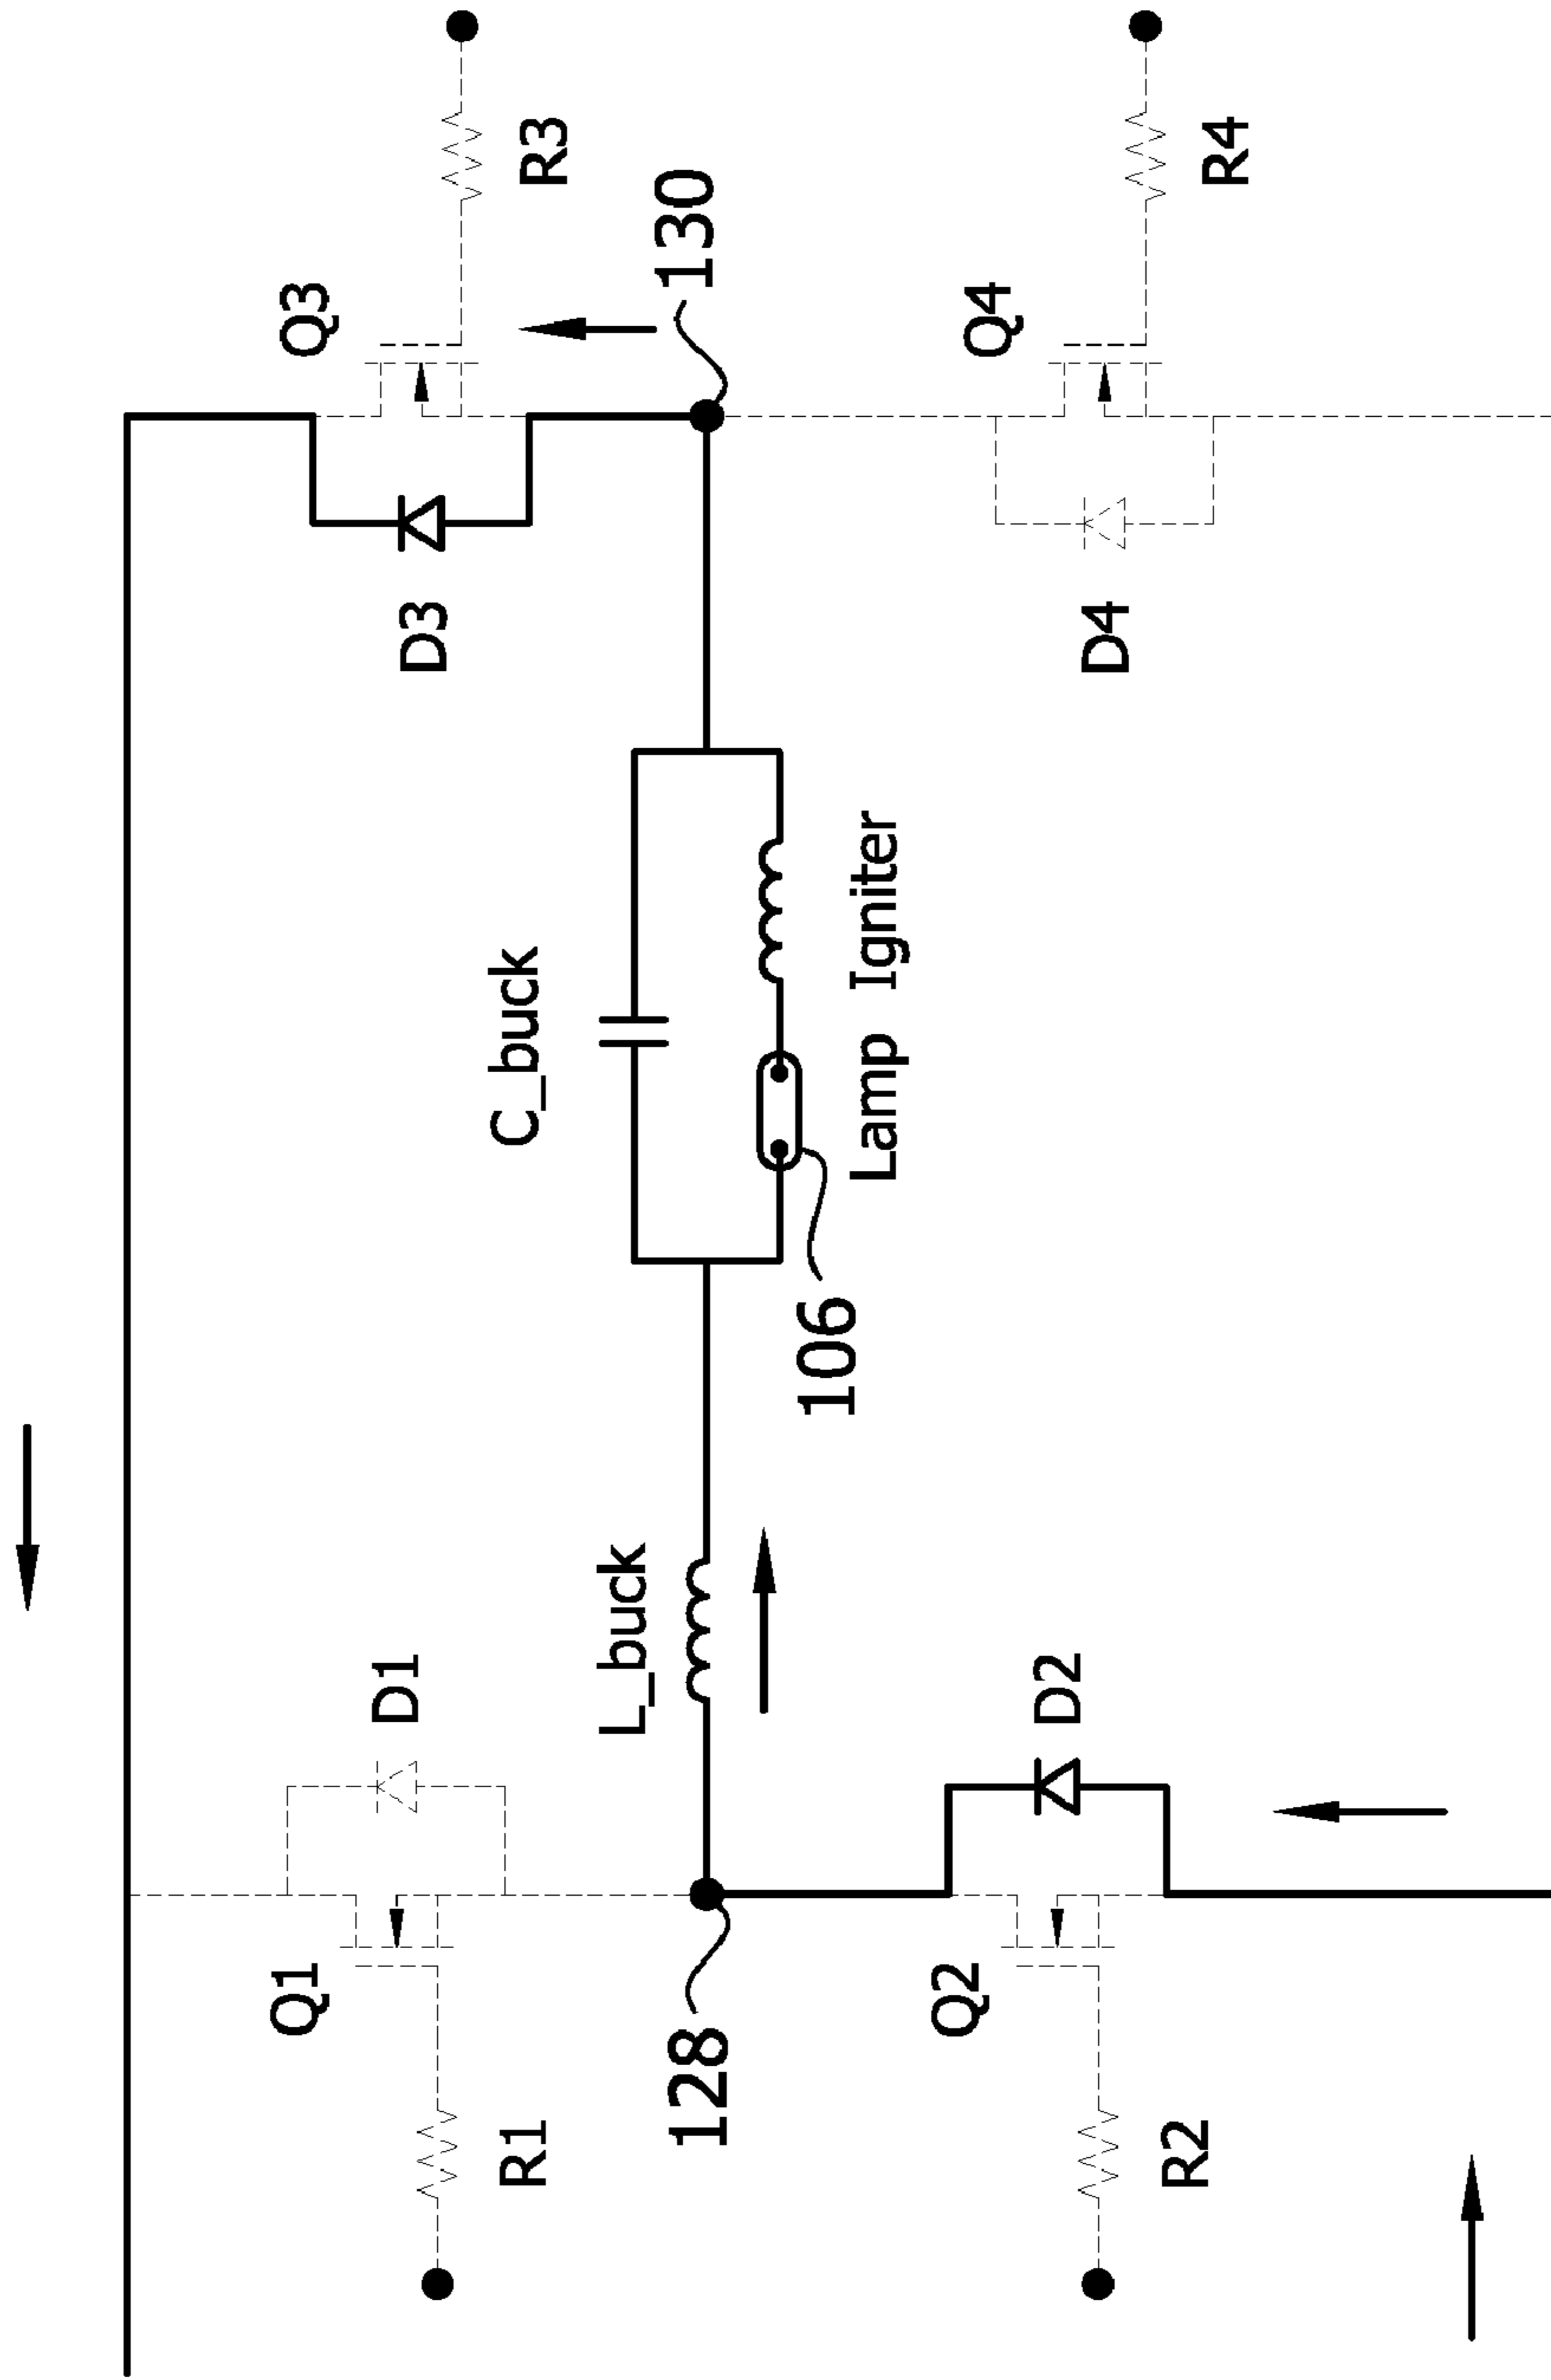 Q1
Q3
D1
D3
R1
C_buck
R3
L_buck
128
130
106
Lamp Igniter
Q2
Q4
D2
D4
R2
R4